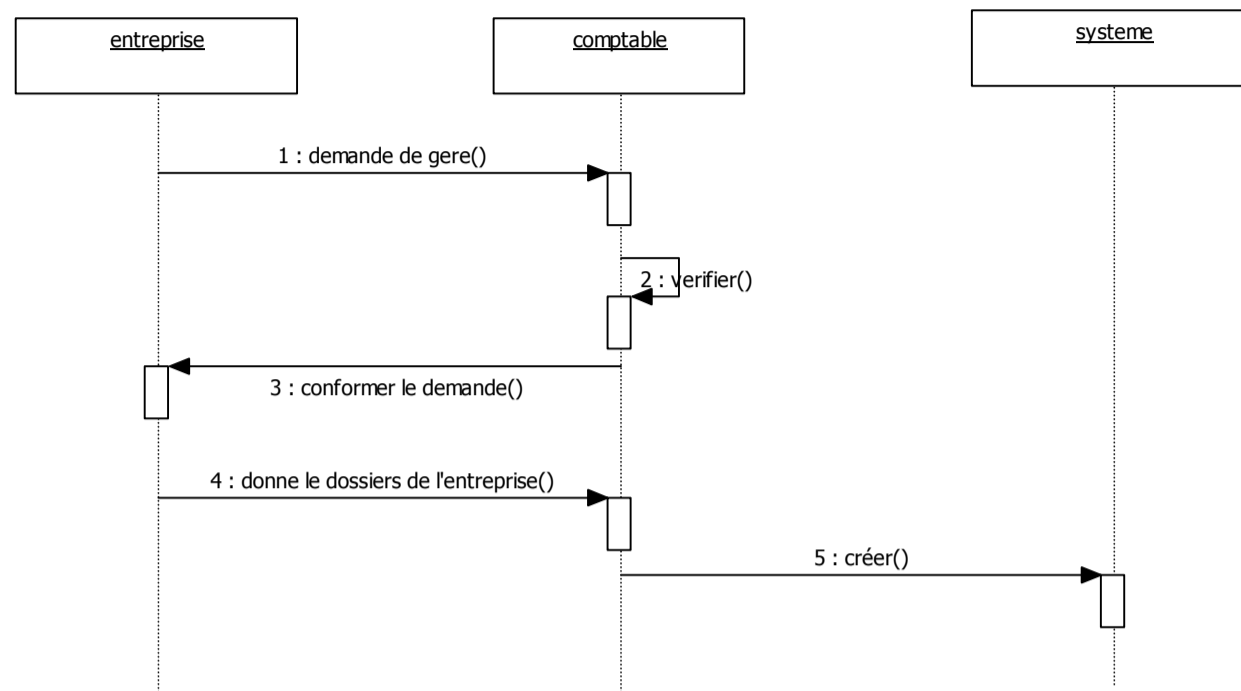 entreprise
comptable
systeme
1 : demande de gere()
2 : verifier()
3 : conformer le demande()
4 : donne le dossiers de l'entreprise()
5 : créer()